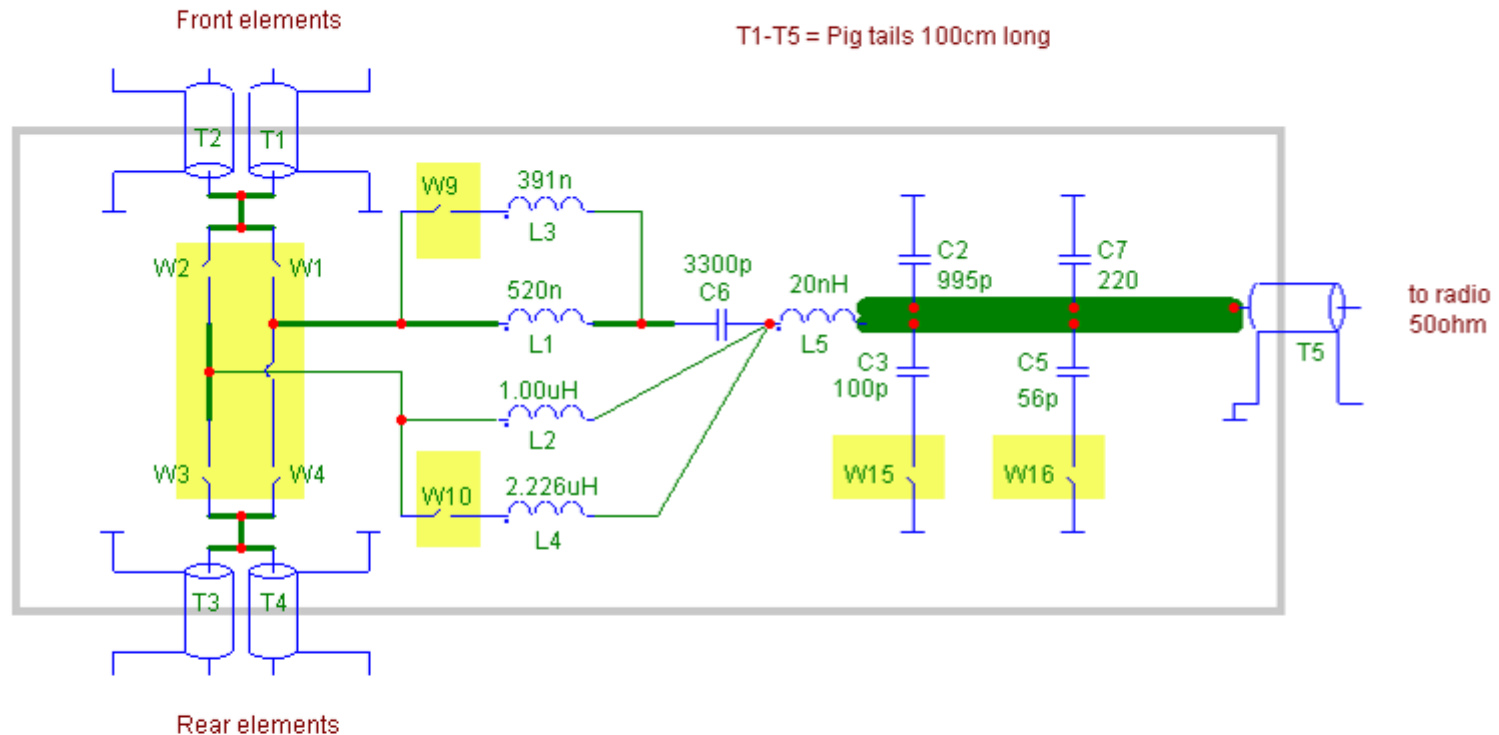 Front elements
T1-T5 = Pig tails 100cm long
T2 T1
W9
391n
L3
W2 W1
520n
L1
3300p
C6
20nH
L5
C2
995p
C7
220
to radio
50ohm
T5
C3
100p
C5
56p
1.00uH
L2
W3 W4
W10
2.226uH
L4
W15
W16
T3 T4
Rear elements